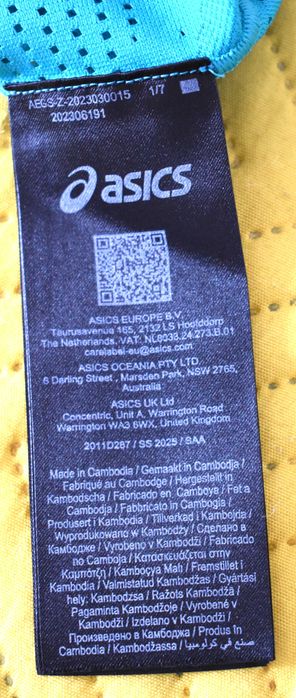 AEGS-Z-2023030015 1/7
202306191
asics
ASICS EUROPE B.V.
Taurusavenue 165, 2132 LS Hoofddorp
The Netherlands, VAT: NL8038.24.273.B.01
carelabel-eu@asics.com
ASICS OCEANIA PTY LTD.
6 Darling Street , Marsden Park, NSW 2765,
Australia
ASICS UK Ltd
Concentric, Unit A, Warrington Road
Warrington WA3 6WX, United Kingdom
2011D287 / SS 2025 / SAA
Made in Cambodia / Gemaakt in Cambodja /
Fabriqué au Cambodge / Hergestellt in
Kambodscha / Fabricado en Camboya / Fet a
Cambodja / Fabbricato in Cambogia /
Produsert i Kambodia / Tillverkad i Kambodja /
Wyprodukowano w Kambodży / Сделано в
Камбодже / Vyrobeno v Kambodži / Fabricado
no Camboja / Κατασκευάζεται στην
Καμπότζη / Камбоджа Малі / Fremstillet i
Cambodia / Valmistatud Kambodžas / Gyártási
hely: Kambodzsa / Ražots Kambodžā /
Pagaminta Kambodžoje / Vyrobené v
Kambodži / Izdelano v Kambodži /
Произведено в Камбоджа / Produs în
Cambodia / Kambodžassa / صنع في كولومبيا